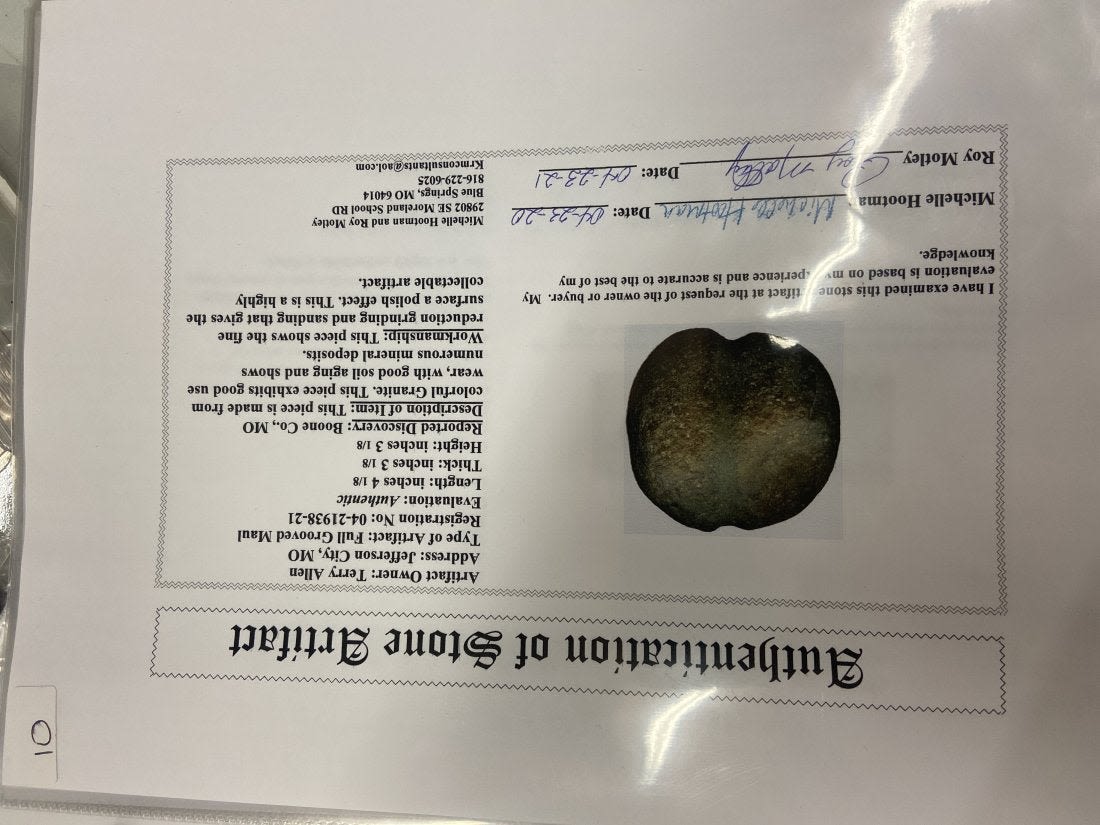 Authentication of Stone Artifact
Artifact Owner: Terry Allen
Address: Jefferson City, MO
Type of Artifact: Full Grooved Maul
Registration No: 04-21938-21
Evaluation: Authentic
Length: inches 4 1/8
Thick: inches 3 1/8
Height: inches 3 1/8
Reported Discovery: Boone Co., MO
Description of Item: This piece is made from
colorful Granite. This piece exhibits good use
wear, with good soil aging and shows
numerous mineral deposits.
Workmanship: This piece shows the fine
reduction grinding and sanding that gives the
surface a polish effect. This is a highly
collectable artifact.
I have examined this stone artifact at the request of the owner or buyer. My
evaluation is based on my experience and is accurate to the best of my
knowledge.
Michelle Hootman Michelle Hootman Date: 04-23-20
Roy Motley Roy Motley Date: 04-23-21
Michelle Hootman and Roy Motley
29802 SE Moreland School RD
Blue Springs, MO 64014
816-229-6025
Krmconsultants@aol.com
10